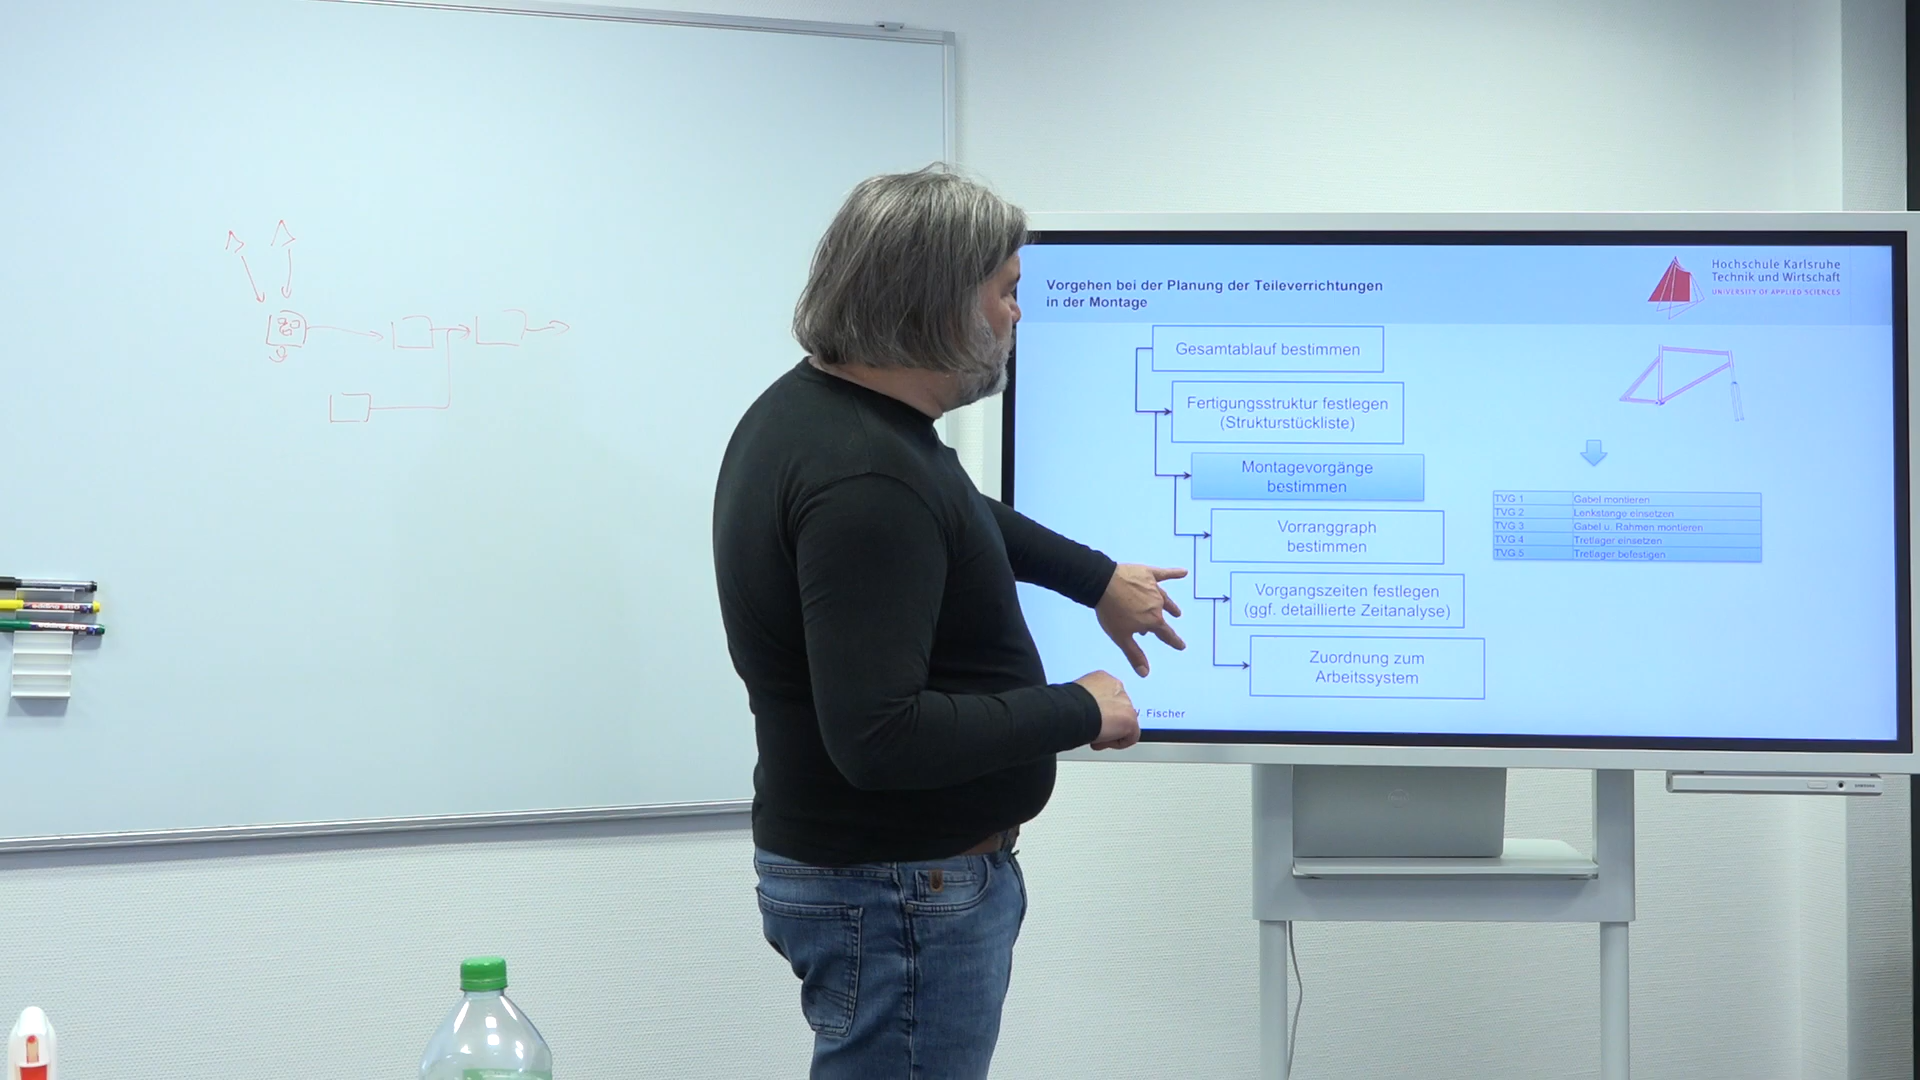 Vorgehen bei der Planung der Teileverrichtungen
in der Montage
Hochschule Karlsruhe
Technik und Wirtschaft
UNIVERSITY OF APPLIED SCIENCES
Gesamtablauf bestimmen
Fertigungsstruktur festlegen
(Strukturstückliste)
Montagevorgänge
bestimmen
Vorranggraph
bestimmen
Vorgangszeiten festlegen
(ggf. detaillierte Zeitanalyse)
Zuordnung zum
Arbeitssystem
TVG 1 Gabel montieren
TVG 2 Lenkstange einsetzen
TVG 3 Gabel u. Rahmen montieren
TVG 4 Tretlager einsetzen
TVG 5 Tretlager befestigen
Fischer
SAMSUNG